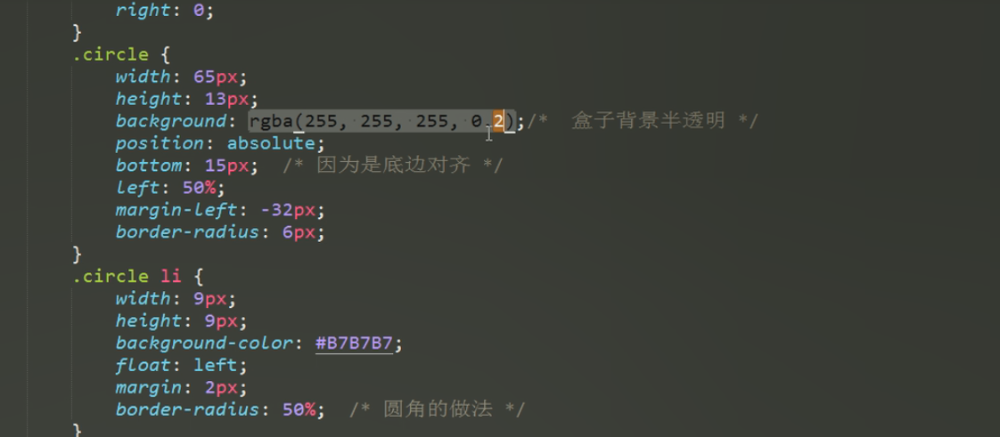 right: 0;
}
.circle {
width: 65px;
height: 13px;
background: rgba(255, 255, 255, 0.2);/*  盒子背景半透明 */
position: absolute;
bottom: 15px;  /* 因为是底边对齐 */
left: 50%;
margin-left: -32px;
border-radius: 6px;
}
.circle li {
width: 9px;
height: 9px;
background-color: #B7B7B7;
float: left;
margin: 2px;
border-radius: 50%;  /* 圆角的做法 */
}